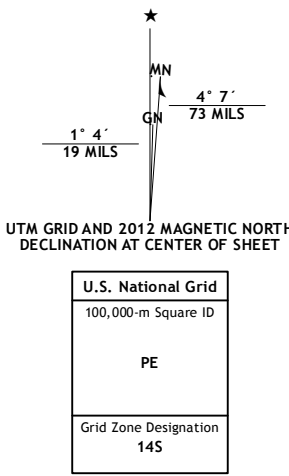 ★
MN
GN
4° 7´
73 MILS
1° 4´
19 MILS
UTM GRID AND 2012 MAGNETIC NORTH
DECLINATION AT CENTER OF SHEET
U.S. National Grid
100,000-m Square ID
PE
Grid Zone Designation
14S